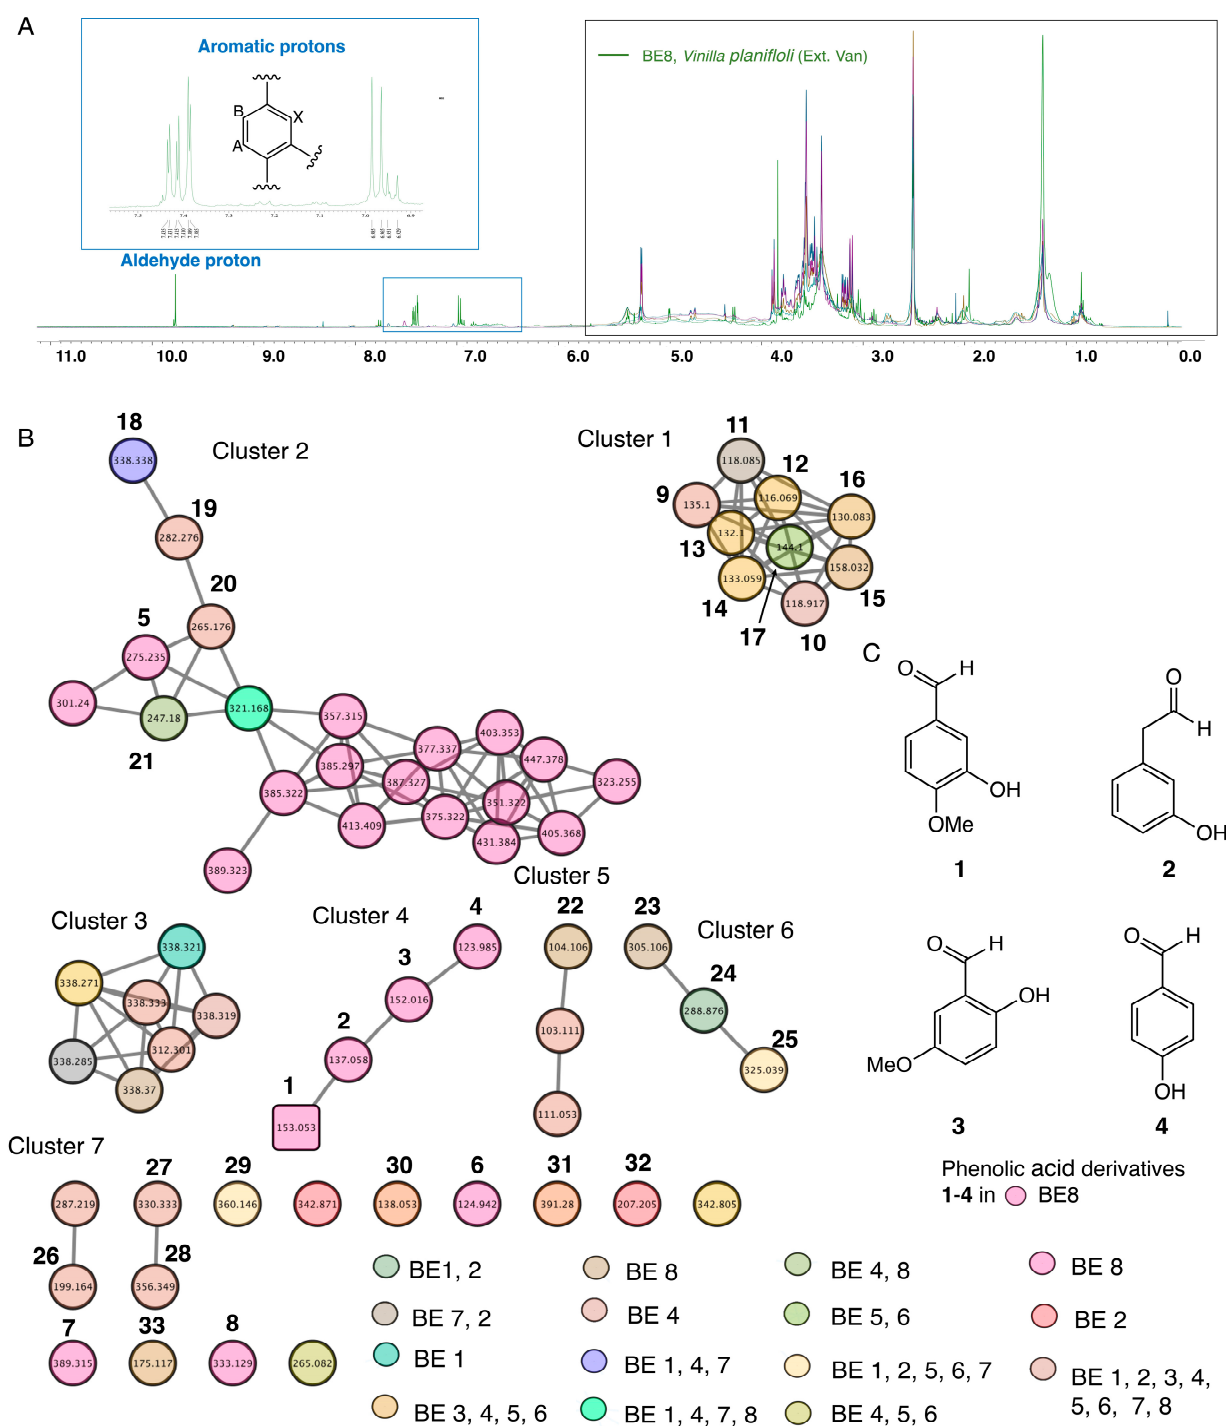 A
Aromatic protons
B
X
A
7.5
7.4
7.3
7.2
7.1
7.0
6.9
BE8, Vinilla planifloli (Ext. Van)
Aldehyde proton
11.0 10.0 9.0 8.0 7.0 6.0 5.0 4.0 3.0 2.0 1.0 0.0
B
18
338.338
Cluster 2
19
282.276
20
265.176
5
275.235
301.24
247.18
21
321.168
357.315
385.297
385.322
387.327
377.337
403.353
447.378
351.322
323.255
375.322
413.409
431.384
405.368
389.323
Cluster 1
11
118.085
12
116.069
16
130.083
9
135.1
13
132.1
144.1
14
133.059
158.032
15
118.917
17
10
C
O
H
OH
OMe
1
O
H
OH
2
O
H
OH
MeO
3
O
H
OH
4
Phenolic acid derivatives
1-4 in BE8
Cluster 3
338.321
338.271
338.333
338.319
312.301
338.285
338.37
Cluster 4
4
123.985
3
152.016
2
137.058
1
153.053
Cluster 5
22
104.106
103.111
111.053
23
305.106
Cluster 6
24
288.876
25
325.039
Cluster 7
287.219
26
199.164
27
330.333
28
356.349
29
360.146
342.871
30
138.053
6
124.942
31
391.28
32
207.205
342.805
7
389.315
33
175.117
8
333.129
265.082
BE1, 2
BE 8
BE 4, 8
BE 8
BE 7, 2
BE 4
BE 5, 6
BE 2
BE 1
BE 1, 4, 7
BE 1, 2, 5, 6, 7
BE 1, 2, 3, 4,
5, 6, 7, 8
BE 3, 4, 5, 6
BE 1, 4, 7, 8
BE 4, 5, 6